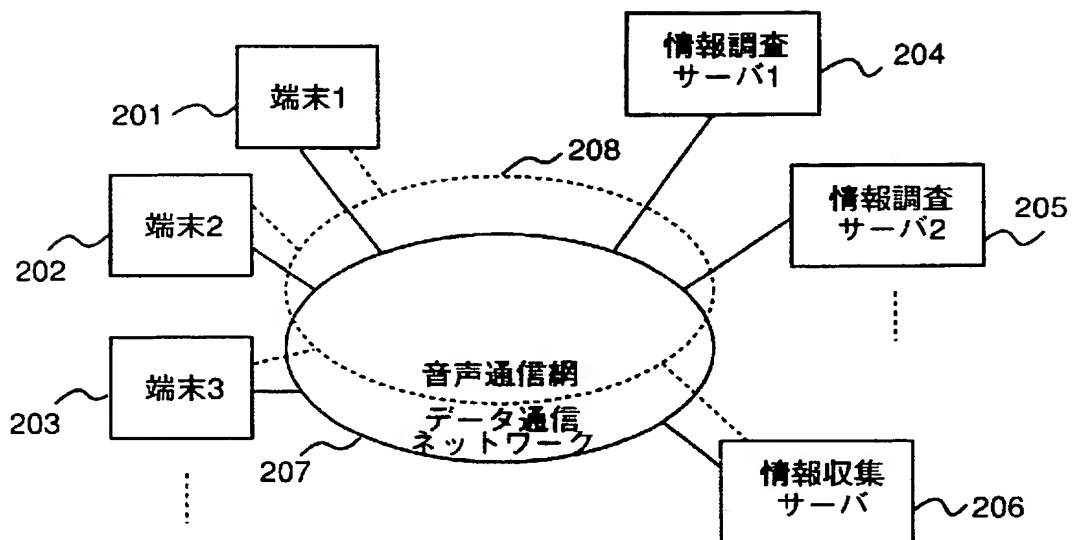 端末1
201
情報調査
サーバ1
204
208
端末2
202
情報調査
サーバ2
205
端末3
203
音声通信網
データ通信
ネットワーク
207
情報収集
サーバ
206